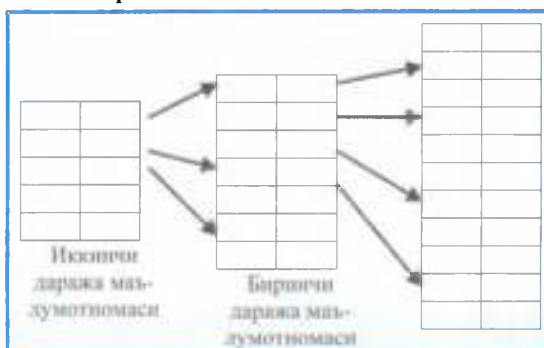 Иккинчи
даража маъ-
лумотномаси
Биринчи
даража маъ-
лумотномаси